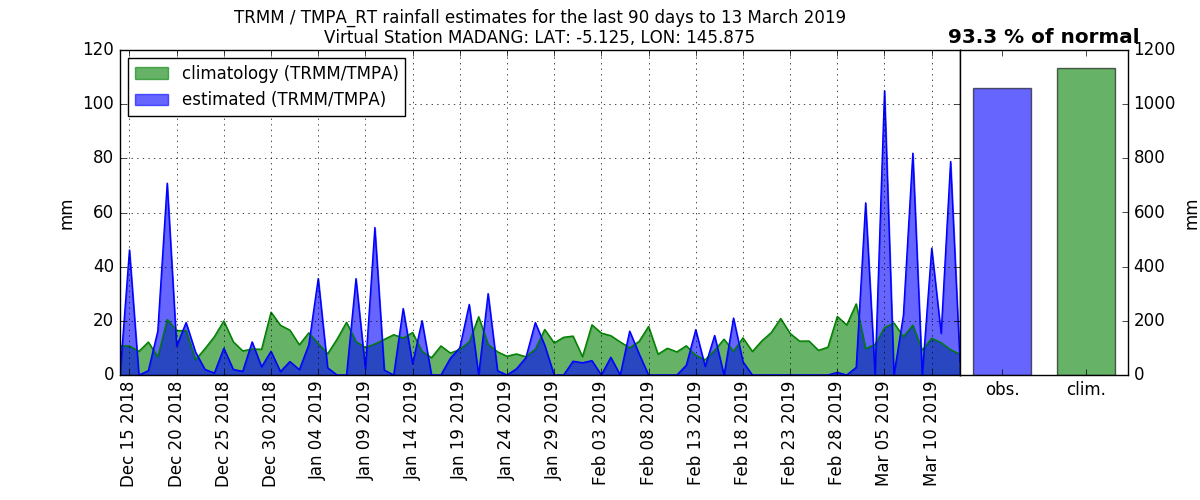 TRMM / TMPA_RT rainfall estimates for the last 90 days to 13 March 2019
Virtual Station MADANG: LAT: -5.125, LON: 145.875
93.3 % of normal
climatology (TRMM/TMPA)
estimated (TRMM/TMPA)
mm
120
100
80
60
40
20
0
Dec 15 2018
Dec 20 2018
Dec 25 2018
Dec 30 2018
Jan 04 2019
Jan 09 2019
Jan 14 2019
Jan 19 2019
Jan 24 2019
Jan 29 2019
Feb 03 2019
Feb 08 2019
Feb 13 2019
Feb 18 2019
Feb 23 2019
Feb 28 2019
Mar 05 2019
Mar 10 2019
obs.
clim.
1200
1000
800
600
400
200
0
mm